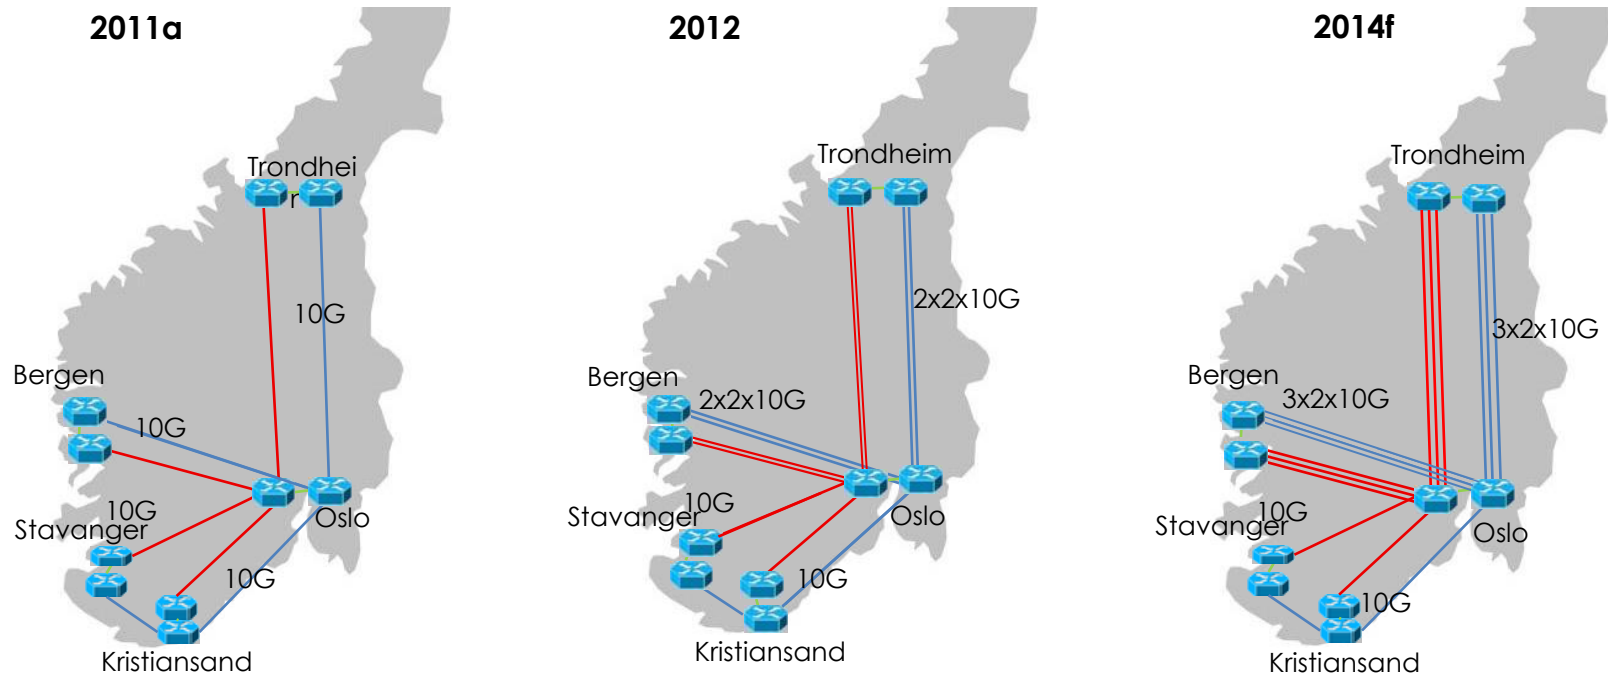 2011a
Trondhei
r
10G
Bergen
10G
10G
Stavanger
Oslo
10G
Kristiansand
2012
Trondheim
2x2x10G
Bergen
2x2x10G
10G
Stavanger
Oslo
10G
Kristiansand
2014f
Trondheim
3x2x10G
Bergen
3x2x10G
10G
Stavanger
Oslo
10G
Kristiansand